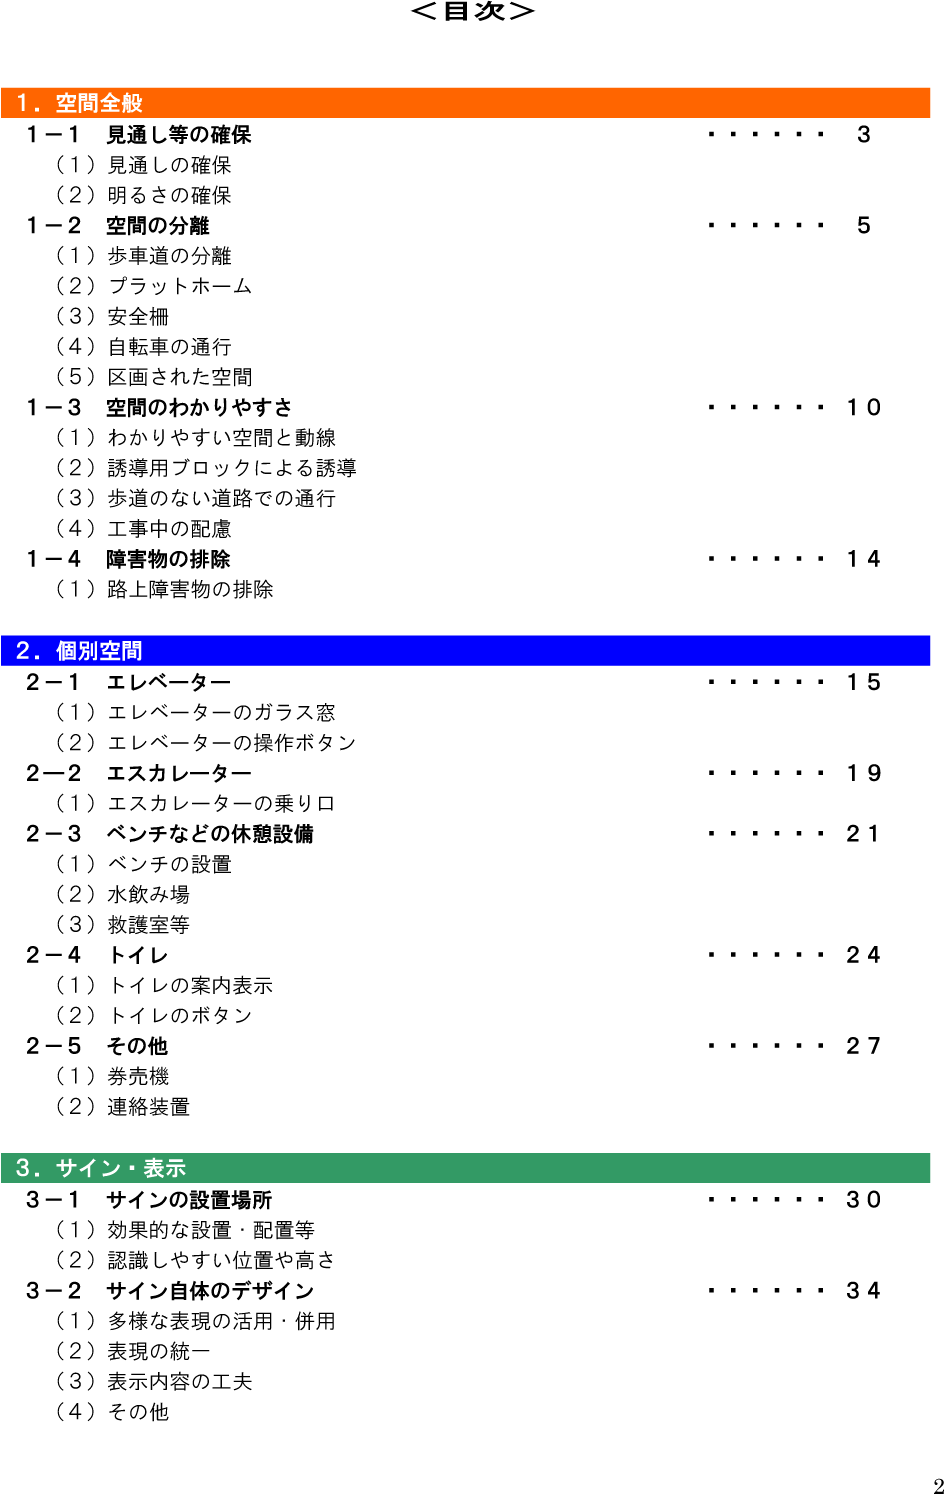 ＜目次＞
１．空間全般
１－１　見通し等の確保　・・・・・・　３
（１）見通しの確保
（２）明るさの確保
１－２　空間の分離　・・・・・・　５
（１）歩車道の分離
（２）プラットホーム
（３）安全柵
（４）自転車の通行
（５）区画された空間
１－３　空間のわかりやすさ　・・・・・・　１０
（１）わかりやすい空間と動線
（２）誘導用ブロックによる誘導
（３）歩道のない道路での通行
（４）工事中の配慮
１－４　障害物の排除　・・・・・・　１４
（１）路上障害物の排除
２．個別空間
２－１　エレベーター　・・・・・・　１５
（１）エレベーターのガラス窓
（２）エレベーターの操作ボタン
２―２　エスカレーター　・・・・・・　１９
（１）エスカレーターの乗り口
２－３　ベンチなどの休憩設備　・・・・・・　２１
（１）ベンチの設置
（２）水飲み場
（３）救護室等
２－４　トイレ　・・・・・・　２４
（１）トイレの案内表示
（２）トイレのボタン
２－５　その他　・・・・・・　２７
（１）券売機
（２）連絡装置
３．サイン・表示
３－１　サインの設置場所　・・・・・・　３０
（１）効果的な設置・配置等
（２）認識しやすい位置や高さ
３－２　サイン自体のデザイン　・・・・・・　３４
（１）多様な表現の活用・併用
（２）表現の統一
（３）表示内容の工夫
（４）その他
2